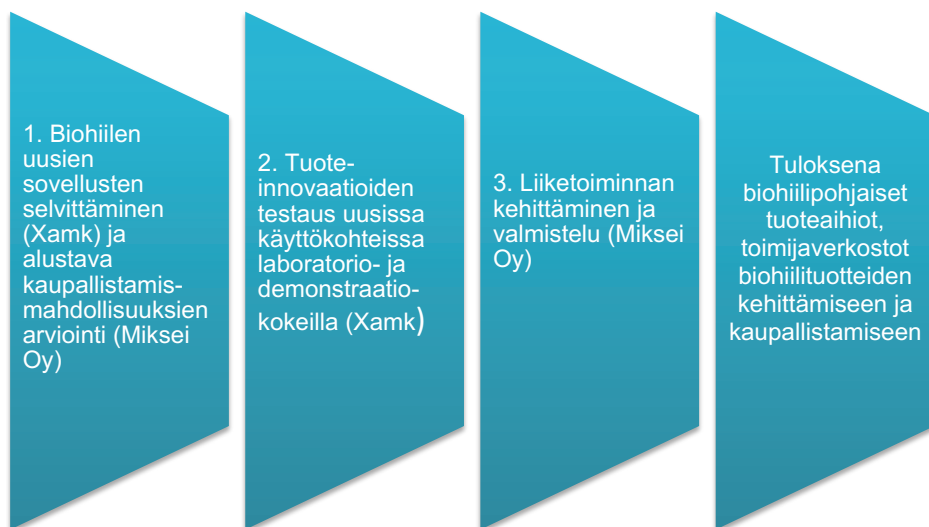 1. Biohiilen
uusien
sovellusten
selvittäminen
(Xamk) ja
alustava
kaupallistamis-
mahdollisuuksien
arviointi (Miksei
Oy)
2. Tuote-
innovaatioiden
testaus uusissa
käyttökohteissa
laboratorio- ja
demonstraatio-
kokeilla (Xamk)
3. Liiketoiminnan
kehittäminen ja
valmistelu (Miksei
Oy)
Tuloksena
biohiilipohjaiset
tuoteaihiot,
toimijaverkostot
biohiilituotteiden
kehittämiseen ja
kaupallistamiseen